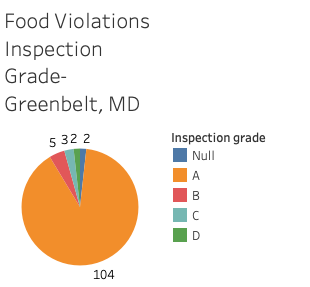 Food Violations
Inspection
Grade-
Greenbelt, MD
5 3 2 2
104
Inspection grade
Null
A
B
C
D